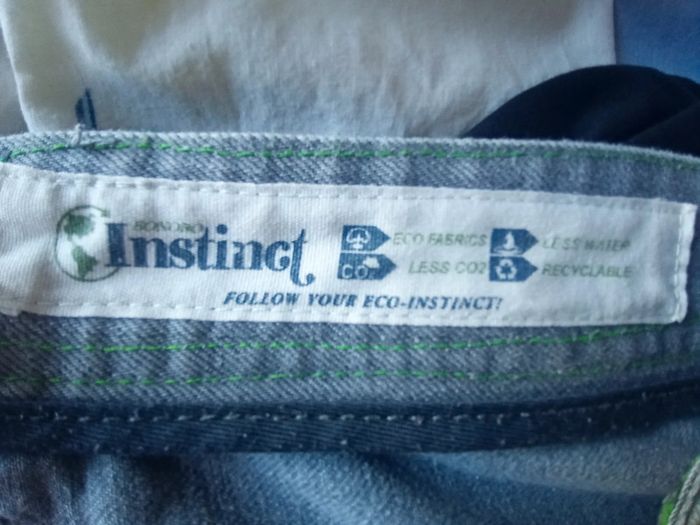 Instinct
ECO FABRICS LESS WATER
CO2 LESS CO2 RECYCLABLE
FOLLOW YOUR ECO-INSTINCT!